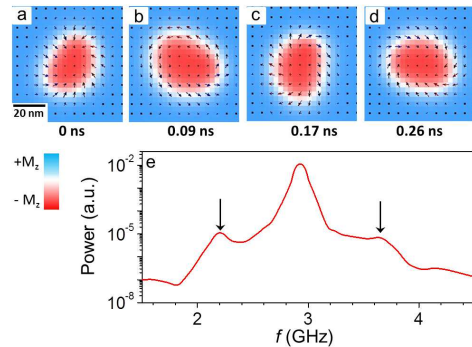 a b c d
20 nm
0 ns 0.09 ns 0.17 ns 0.26 ns
+Mz
- Mz
e
Power (a.u.)
10-2
10-5
10-8
2 3 4
f (GHz)